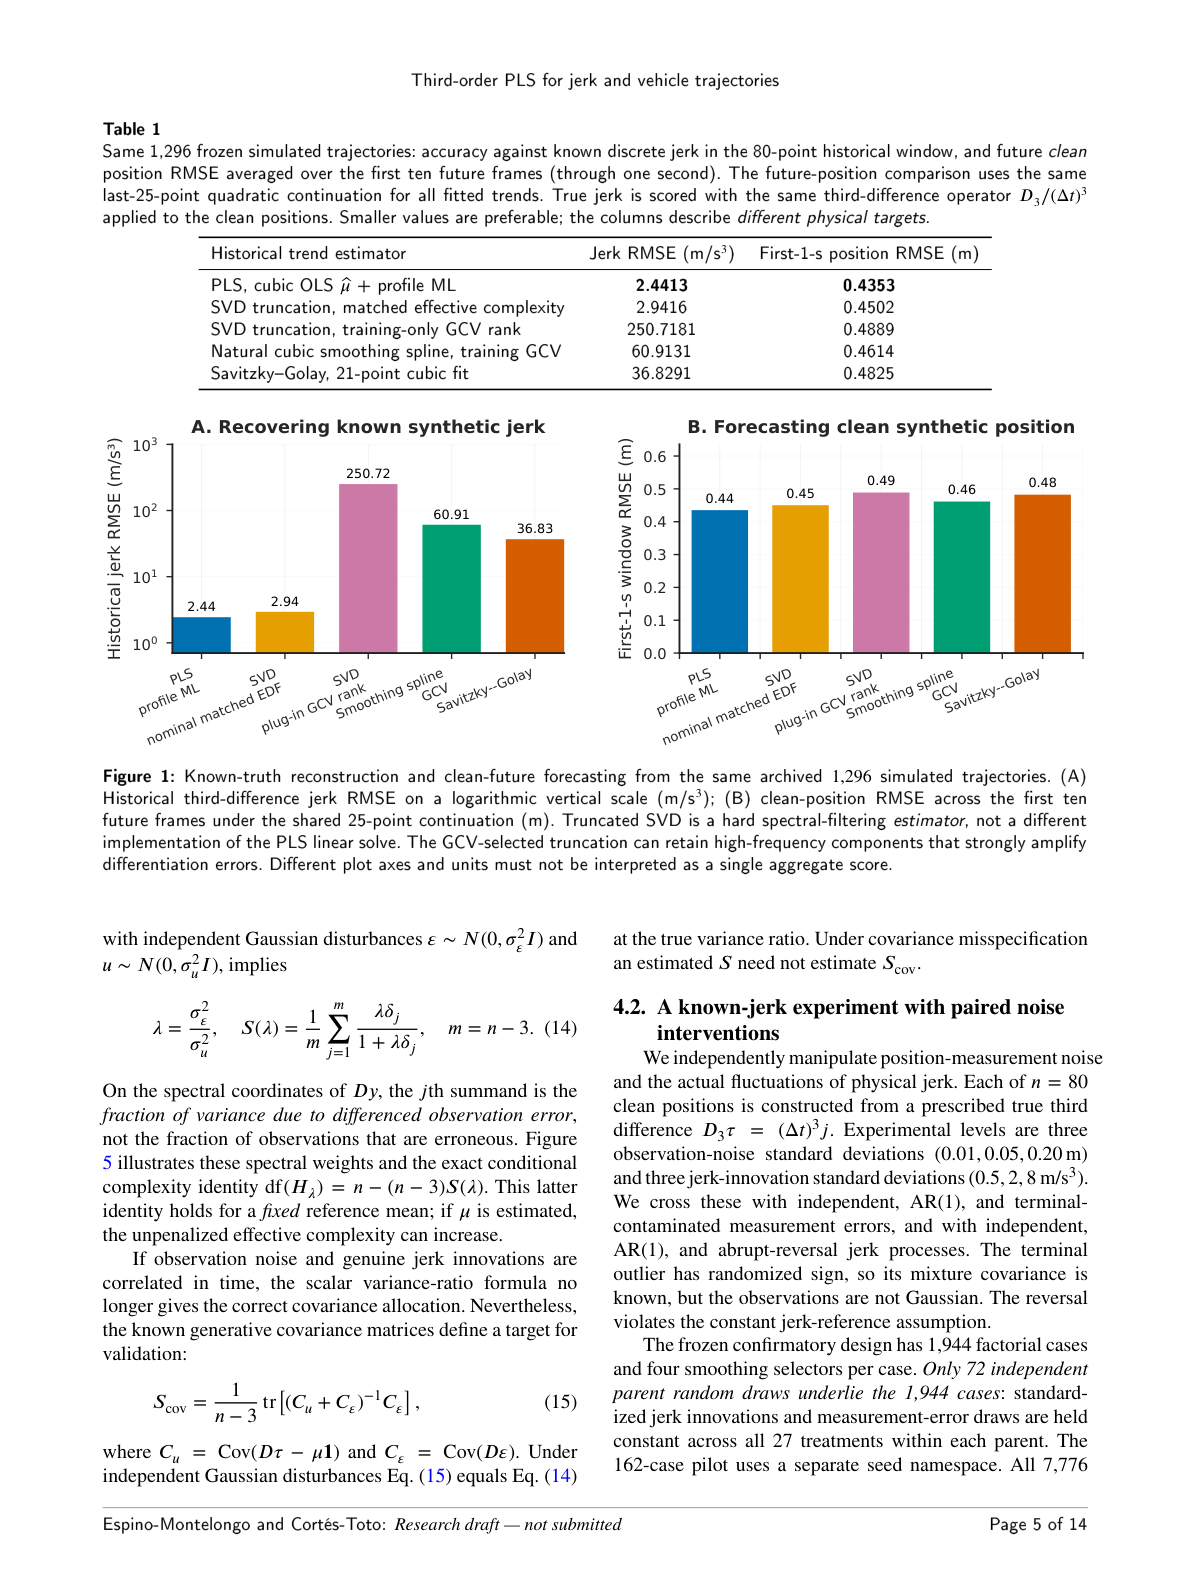 Third-order PLS for jerk and vehicle trajectories
Table 1
Same 1,296 frozen simulated trajectories: accuracy against known discrete jerk in the 80-point historical window, and future clean
position RMSE averaged over the first ten future frames (through one second). The future-position comparison uses the same
last-25-point quadratic continuation for all fitted trends. True jerk is scored with the same third-difference operator D₃/(Δt)³
applied to the clean positions. Smaller values are preferable; the columns describe different physical targets.
Historical trend estimator Jerk RMSE (m/s³) First-1-s position RMSE (m)
PLS, cubic OLS μ̂ + profile ML 2.4413 0.4353
SVD truncation, matched effective complexity 2.9416 0.4502
SVD truncation, training-only GCV rank 250.7181 0.4889
Natural cubic smoothing spline, training GCV 60.9131 0.4614
Savitzky–Golay, 21-point cubic fit 36.8291 0.4825
A. Recovering known synthetic jerk
Historical jerk RMSE (m/s³)
10³
10²
10¹
10⁰
2.44
2.94
250.72
60.91
36.83
PLS
profile ML
SVD
nominal matched EDF
SVD
plug-in GCV rank
Smoothing spline
GCV
Savitzky--Golay
B. Forecasting clean synthetic position
First-1-s window RMSE (m)
0.6
0.5
0.4
0.3
0.2
0.1
0.0
0.44
0.45
0.49
0.46
0.48
PLS
profile ML
SVD
nominal matched EDF
SVD
plug-in GCV rank
Smoothing spline
GCV
Savitzky--Golay
Figure 1: Known-truth reconstruction and clean-future forecasting from the same archived 1,296 simulated trajectories. (A)
Historical third-difference jerk RMSE on a logarithmic vertical scale (m/s³); (B) clean-position RMSE across the first ten
future frames under the shared 25-point continuation (m). Truncated SVD is a hard spectral-filtering estimator, not a different
implementation of the PLS linear solve. The GCV-selected truncation can retain high-frequency components that strongly amplify
differentiation errors. Different plot axes and units must not be interpreted as a single aggregate score.
with independent Gaussian disturbances ε ∼ N(0, σ_ε² I) and
u ∼ N(0, σ_u² I), implies
λ = σ_ε²/σ_u², S(λ) = (1/m) ∑_{j=1}^{m} λδ_j/(1 + λδ_j), m = n − 3. (14)
On the spectral coordinates of Dy, the jth summand is the
fraction of variance due to differenced observation error,
not the fraction of observations that are erroneous. Figure
5 illustrates these spectral weights and the exact conditional
complexity identity df(H_λ) = n − (n − 3)S(λ). This latter
identity holds for a fixed reference mean; if μ is estimated,
the unpenalized effective complexity can increase.
If observation noise and genuine jerk innovations are
correlated in time, the scalar variance-ratio formula no
longer gives the correct covariance allocation. Nevertheless,
the known generative covariance matrices define a target for
validation:
S_cov = 1/(n − 3) tr[(C_u + C_ε)⁻¹C_ε], (15)
where C_u = Cov(Dτ − μ1) and C_ε = Cov(Dε). Under
independent Gaussian disturbances Eq. (15) equals Eq. (14)
at the true variance ratio. Under covariance misspecification
an estimated S need not estimate S_cov.
4.2. A known-jerk experiment with paired noise
interventions
We independently manipulate position-measurement noise
and the actual fluctuations of physical jerk. Each of n = 80
clean positions is constructed from a prescribed true third
difference D₃τ = (Δt)³j. Experimental levels are three
observation-noise standard deviations (0.01, 0.05, 0.20 m)
and three jerk-innovation standard deviations (0.5, 2, 8 m/s³).
We cross these with independent, AR(1), and terminal-
contaminated measurement errors, and with independent,
AR(1), and abrupt-reversal jerk processes. The terminal
outlier has randomized sign, so its mixture covariance is
known, but the observations are not Gaussian. The reversal
violates the constant jerk-reference assumption.
The frozen confirmatory design has 1,944 factorial cases
and four smoothing selectors per case. Only 72 independent
parent random draws underlie the 1,944 cases: standard-
ized jerk innovations and measurement-error draws are held
constant across all 27 treatments within each parent. The
162-case pilot uses a separate seed namespace. All 7,776
Espino-Montelongo and Cortés-Toto: Research draft — not submitted
Page 5 of 14